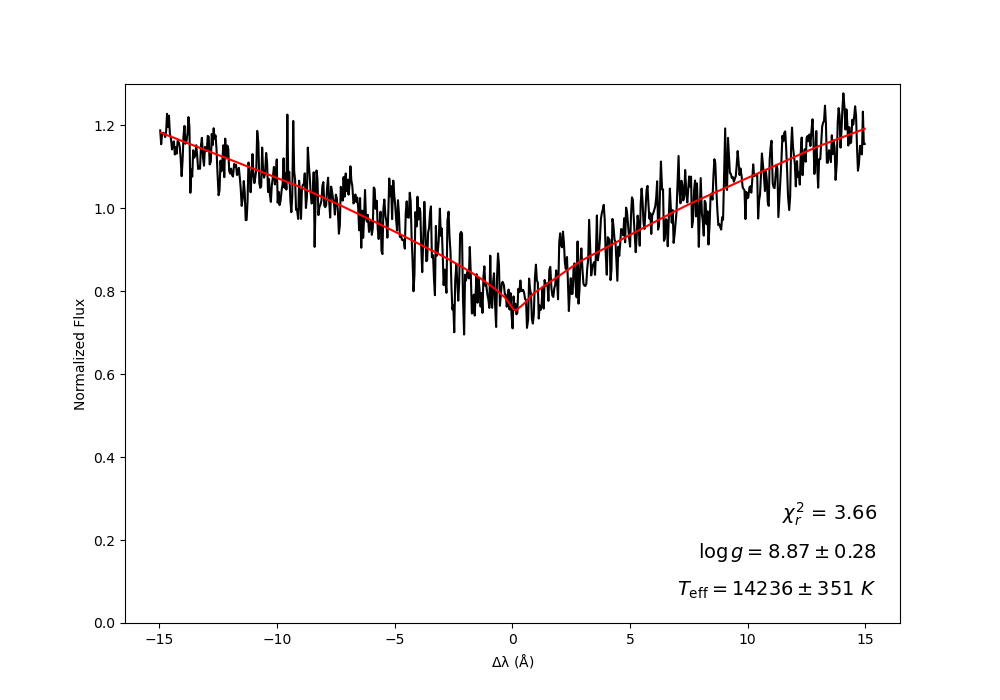 1.2
1.0
0.8
0.6
0.4
0.2
0.0
Normalized Flux
χ²ᵣ = 3.66
log g = 8.87 ± 0.28
T_eff = 14236 ± 351 K
−15 −10 −5 0 5 10 15
Δλ (Å)